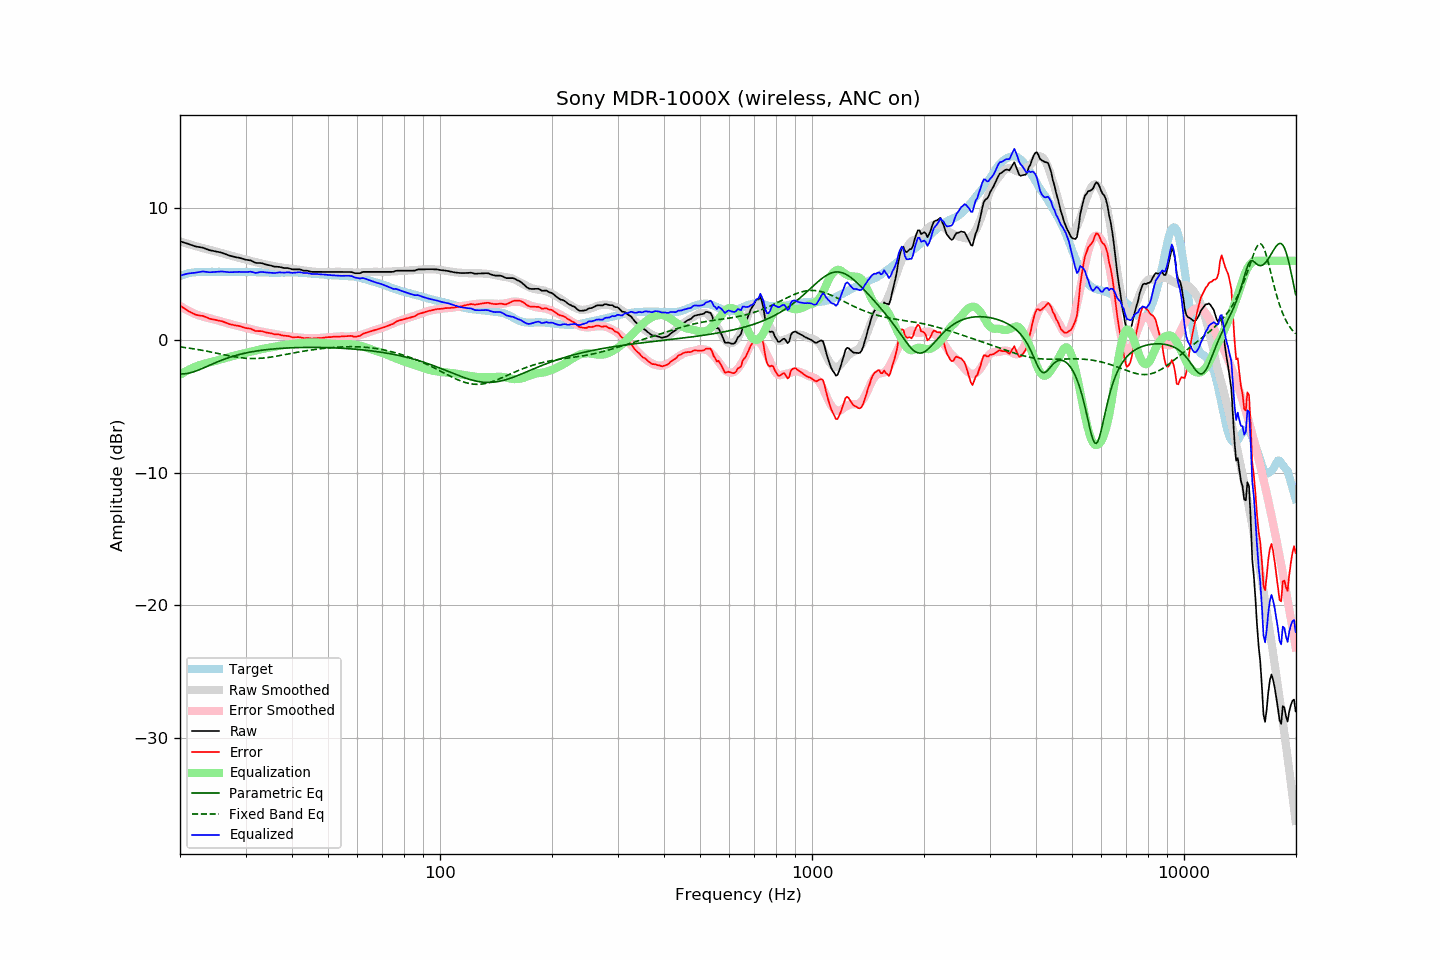 Sony MDR-1000X (wireless, ANC on)
10
0
−10
−20
−30
Amplitude (dBr)
Target
Raw Smoothed
Error Smoothed
Raw
Error
Equalization
Parametric Eq
Fixed Band Eq
Equalized
100
1000
10000
Frequency (Hz)